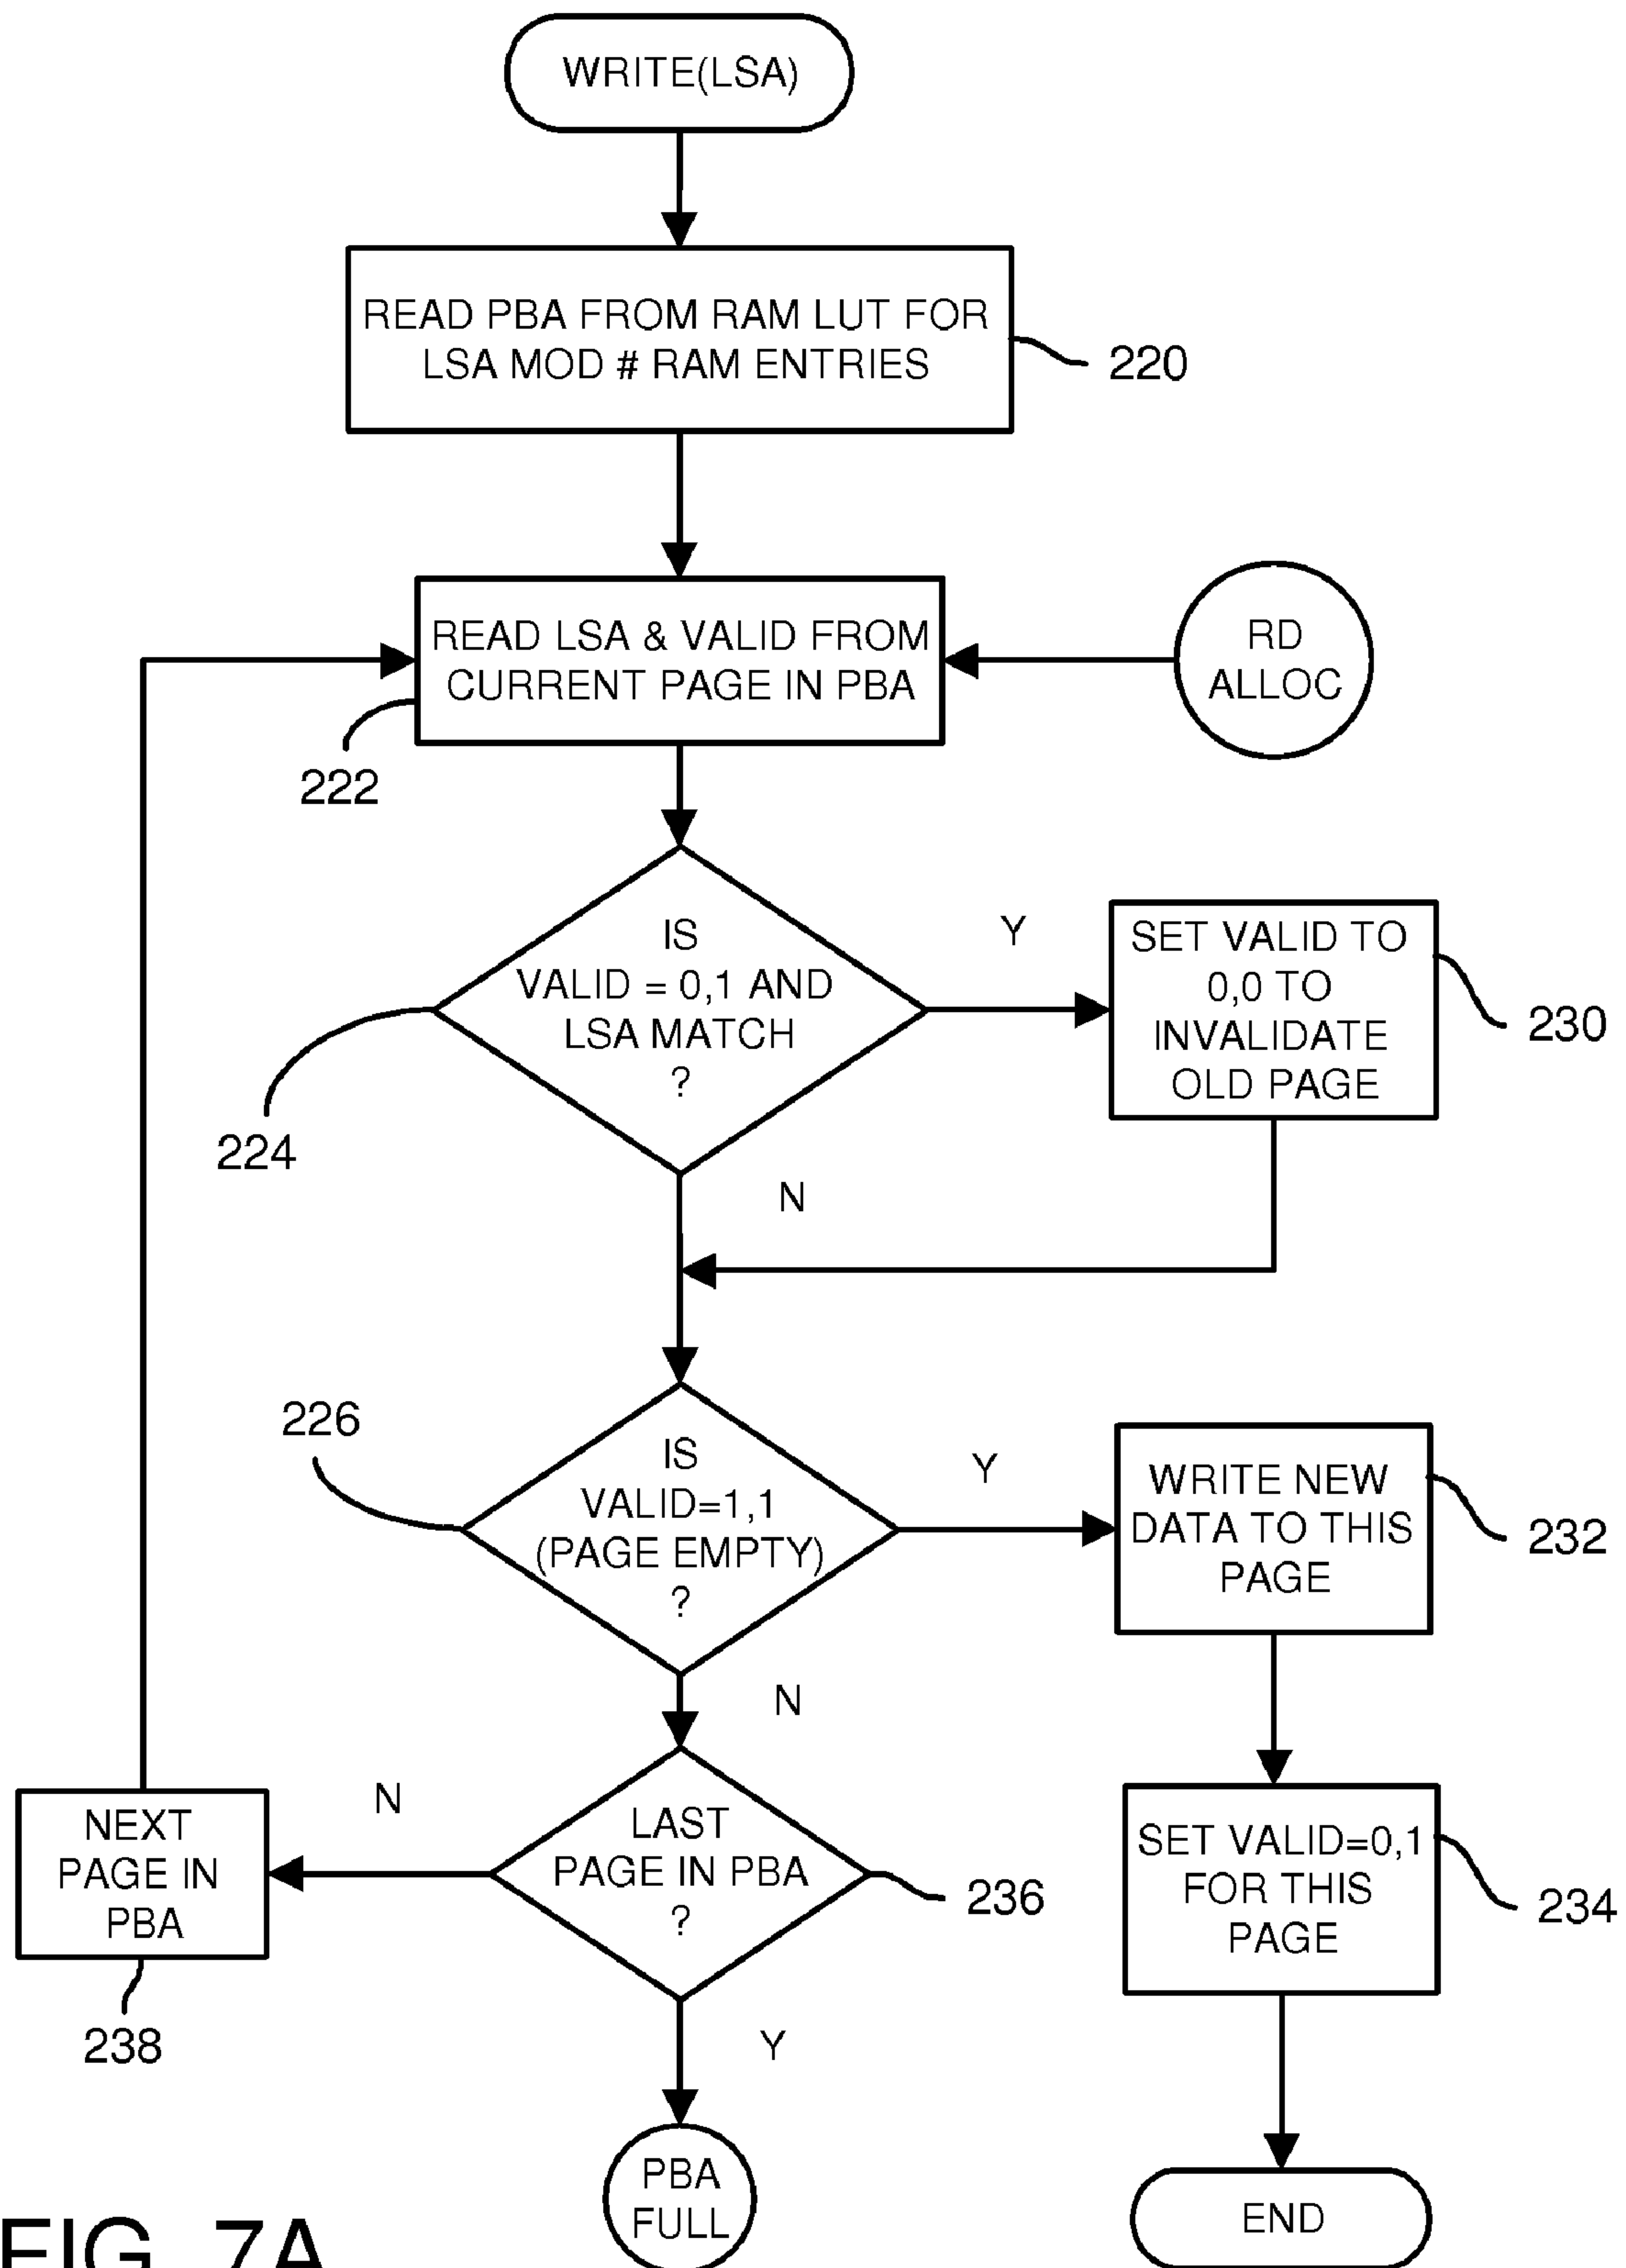 WRITE(LSA)
READ PBA FROM RAM LUT FOR
LSA MOD # RAM ENTRIES
220
READ LSA & VALID FROM
CURRENT PAGE IN PBA
222
RD
ALLOC
IS
VALID = 0,1 AND
LSA MATCH
?
224
Y
SET VALID TO
0,0 TO
INVALIDATE
OLD PAGE
230
N
226
IS
VALID=1,1
(PAGE EMPTY)
?
Y
WRITE NEW
DATA TO THIS
PAGE
232
N
LAST
PAGE IN PBA
?
236
N
NEXT
PAGE IN
PBA
238
SET VALID=0,1
FOR THIS
PAGE
234
Y
PBA
FULL
END
FIG. 7A